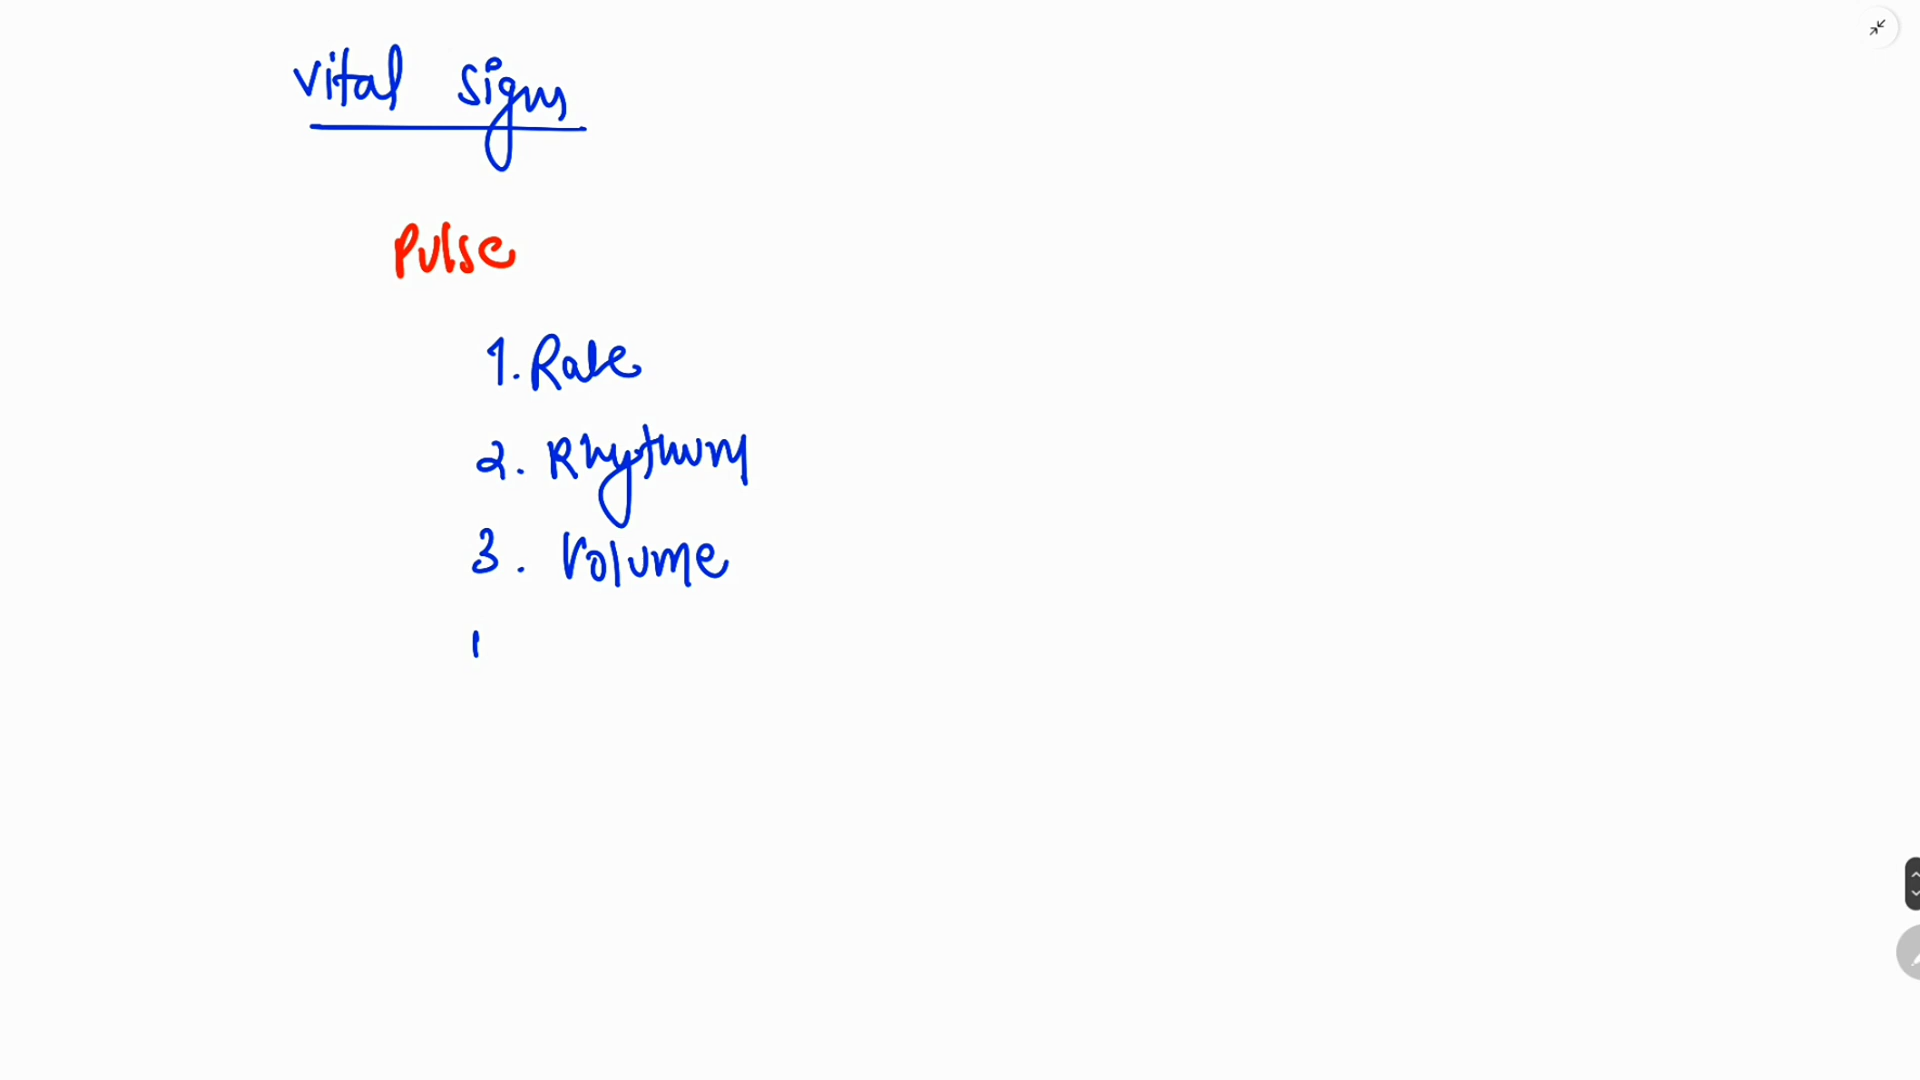 vital signs
Pulse
1. Rate
2. Rhythm
3. Volume